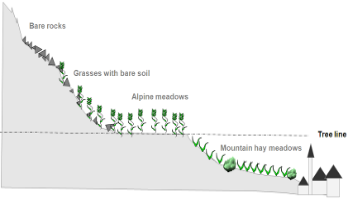 Bare rocks
Grasses with bare soil
Alpine meadows
Tree line
Mountain hay meadows